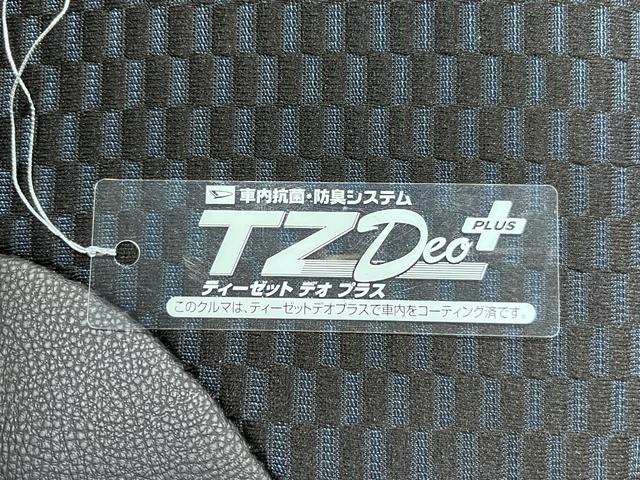 車内抗菌・防臭システム
TZ Deo
PLUS
ティーゼット デオ プラス
このクルマは、ティーゼットデオプラスで車内をコーティング済です。